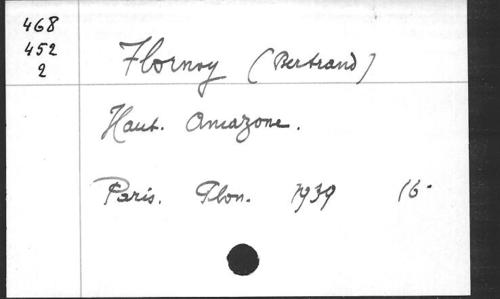 468
452
2
Flornoy (Bertrand)
Haut. Amazone.
Paris. Plon. 1939 16°